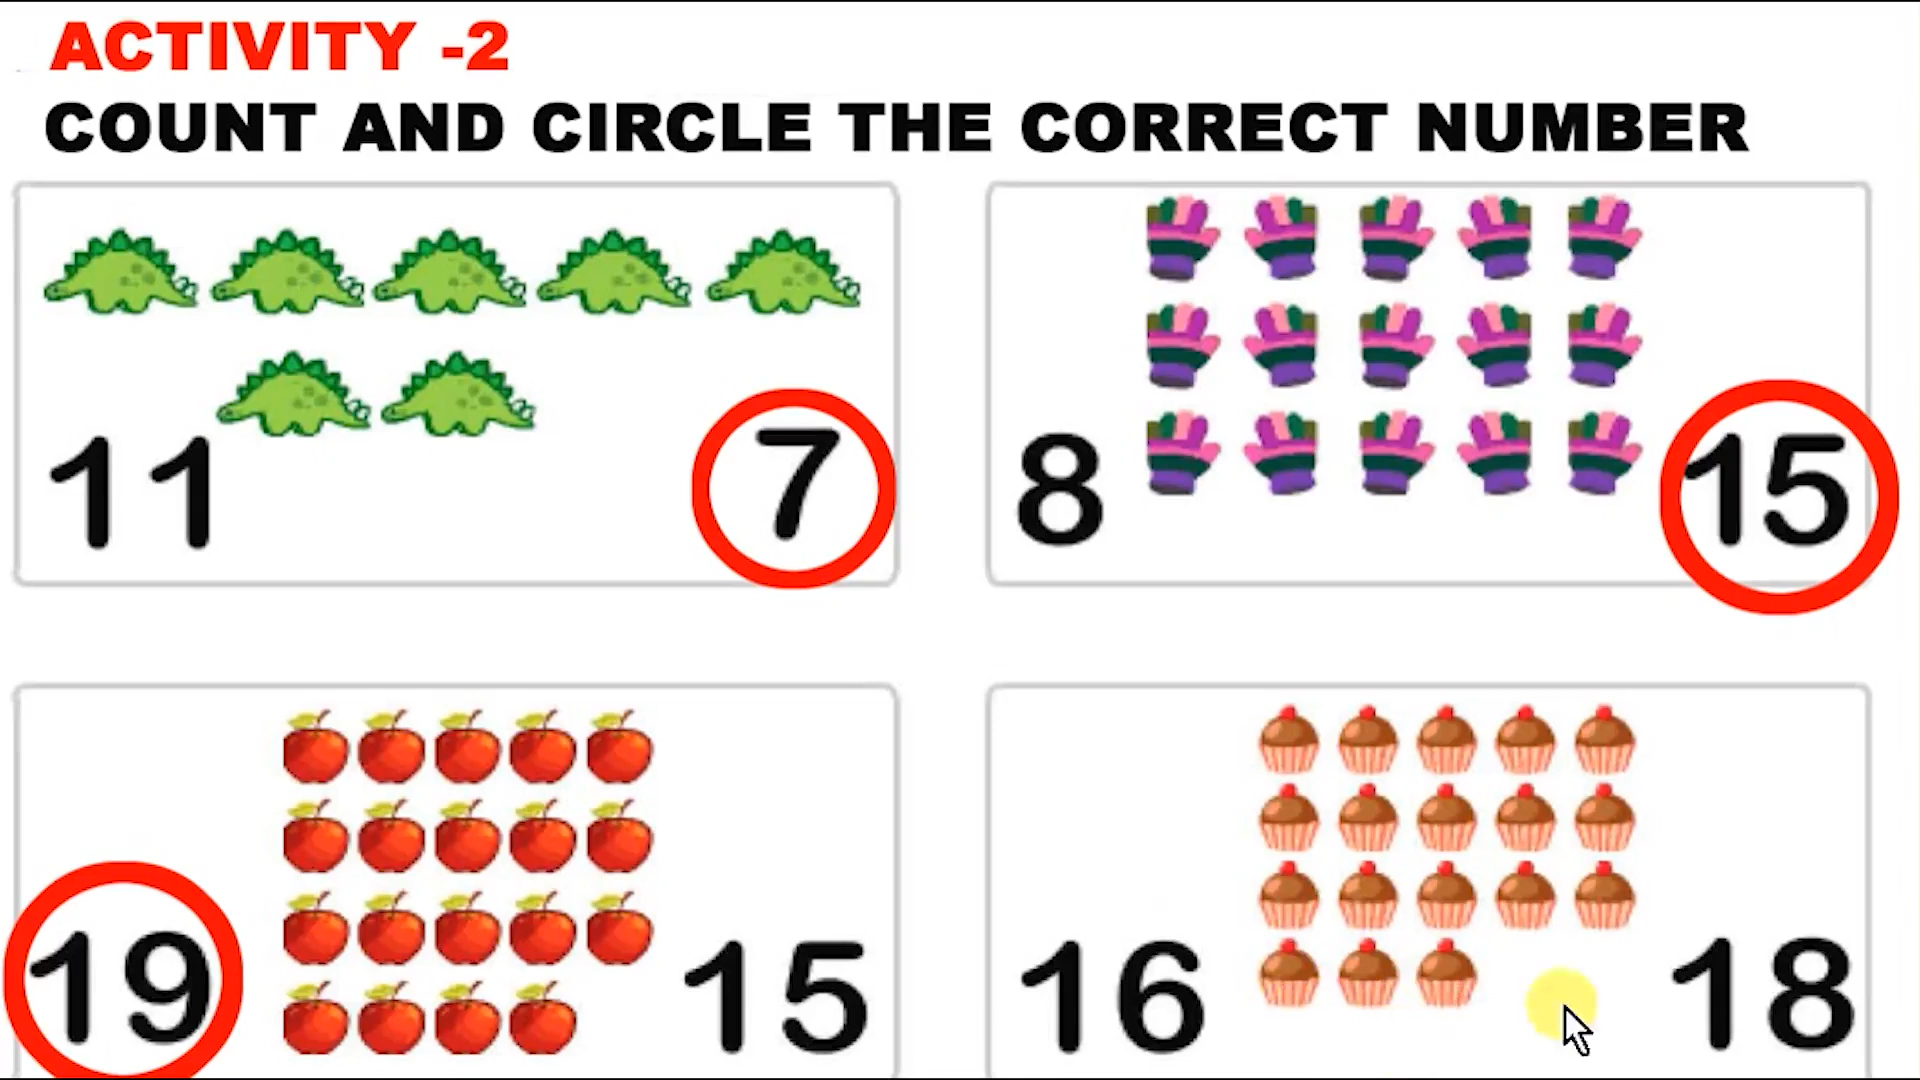 ACTIVITY -2
COUNT AND CIRCLE THE CORRECT NUMBER
11 7
8 15
19 15
16 18